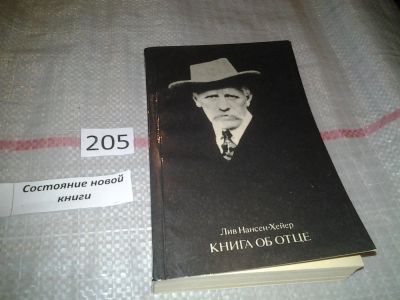 205
Состояние новой
книги
Лив Нансен-Хейер
КНИГА ОБ ОТЦЕ